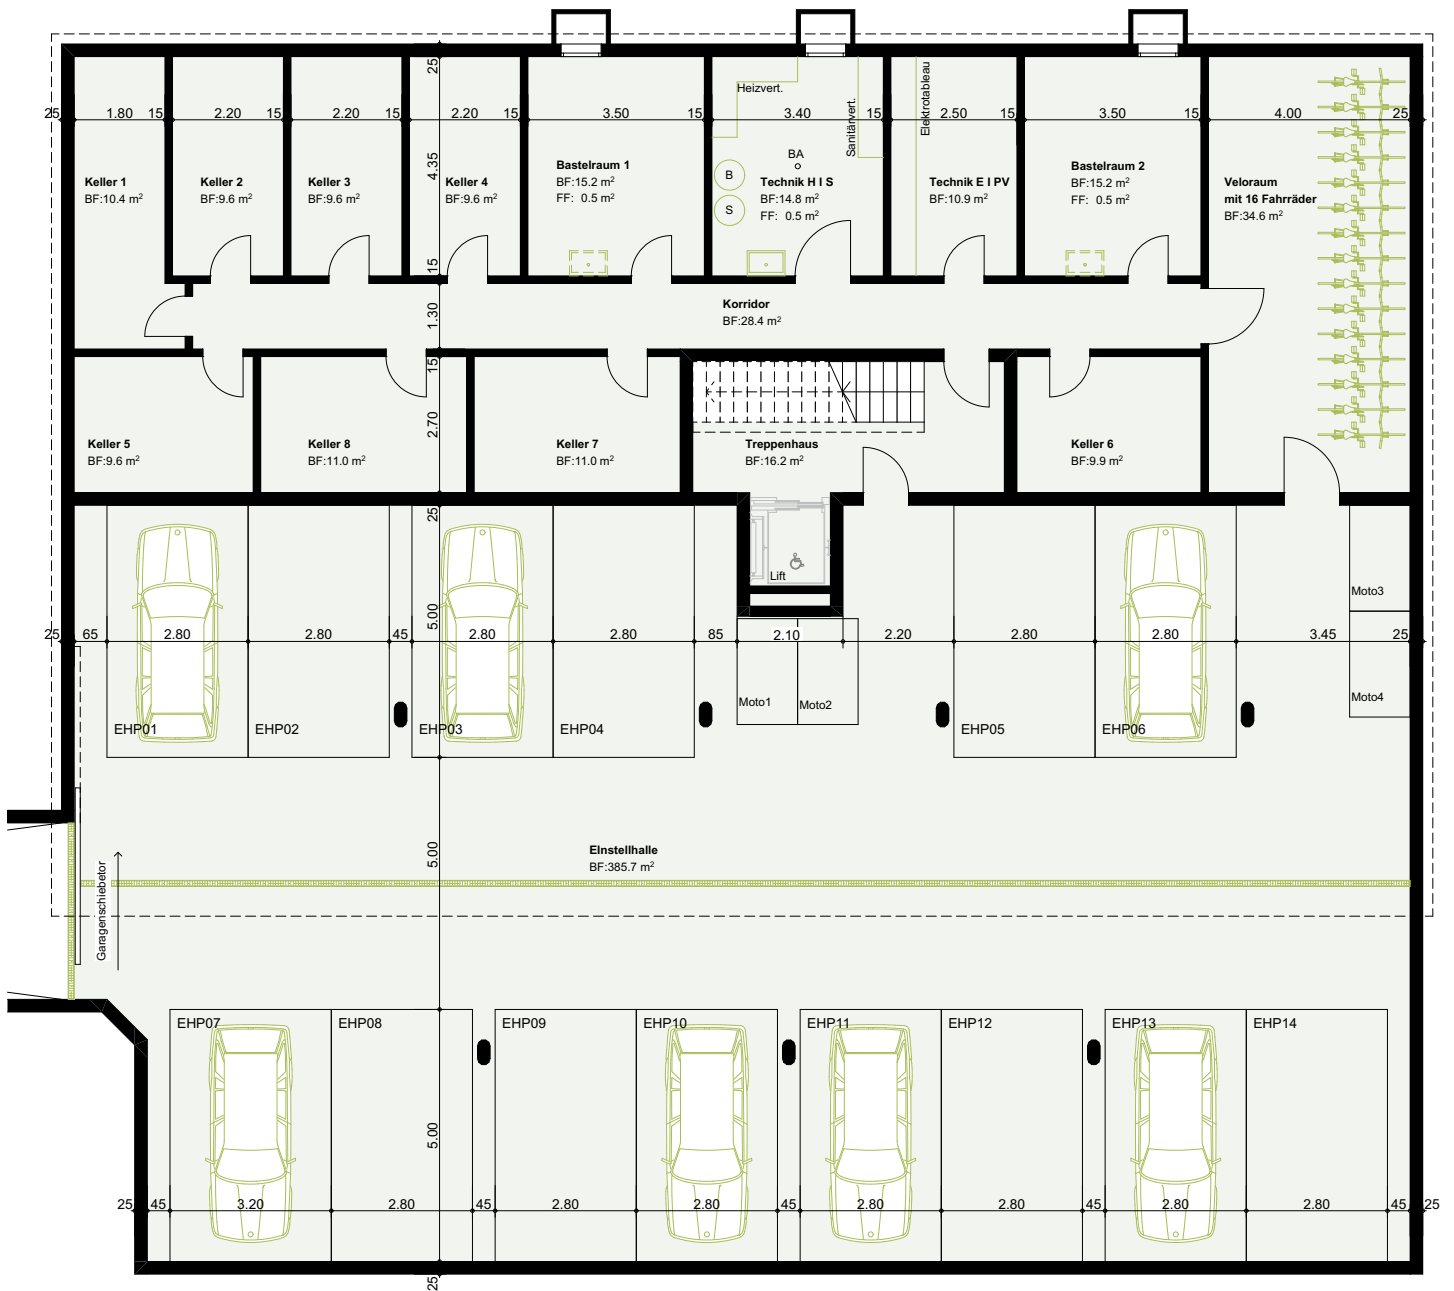 25
25 1.80 15 2.20 15 2.20 15 2.20 15 3.50 15 3.40 15 2.50 15 3.50 15 4.00 25
Heizvert.
Sanitärvert.
Elektrotableau
4.35
BA
B
S
Keller 1
BF:10.4 m²
Keller 2
BF:9.6 m²
Keller 3
BF:9.6 m²
Keller 4
BF:9.6 m²
Bastelraum 1
BF:15.2 m²
FF: 0.5 m²
Technik H I S
BF:14.8 m²
FF: 0.5 m²
Technik E I PV
BF:10.9 m²
Bastelraum 2
BF:15.2 m²
FF: 0.5 m²
Veloraum
mit 16 Fahrräder
BF:34.6 m²
15
1.30
Korridor
BF:28.4 m²
15
2.70
Keller 5
BF:9.6 m²
Keller 8
BF:11.0 m²
Keller 7
BF:11.0 m²
Treppenhaus
BF:16.2 m²
Keller 6
BF:9.9 m²
25
Lift
5.00
Moto3
25 65 2.80 2.80 45 2.80 2.80 85 2.10 2.20 2.80 2.80 3.45 25
Moto1
Moto2
Moto4
EHP01
EHP02
EHP03
EHP04
EHP05
EHP06
5.00
EInstellhalle
BF:385.7 m²
Garagenschiebetor
EHP07
EHP08
EHP09
EHP10
EHP11
EHP12
EHP13
EHP14
5.00
25 45 3.20 2.80 45 2.80 2.80 45 2.80 2.80 45 2.80 2.80 45 25
25